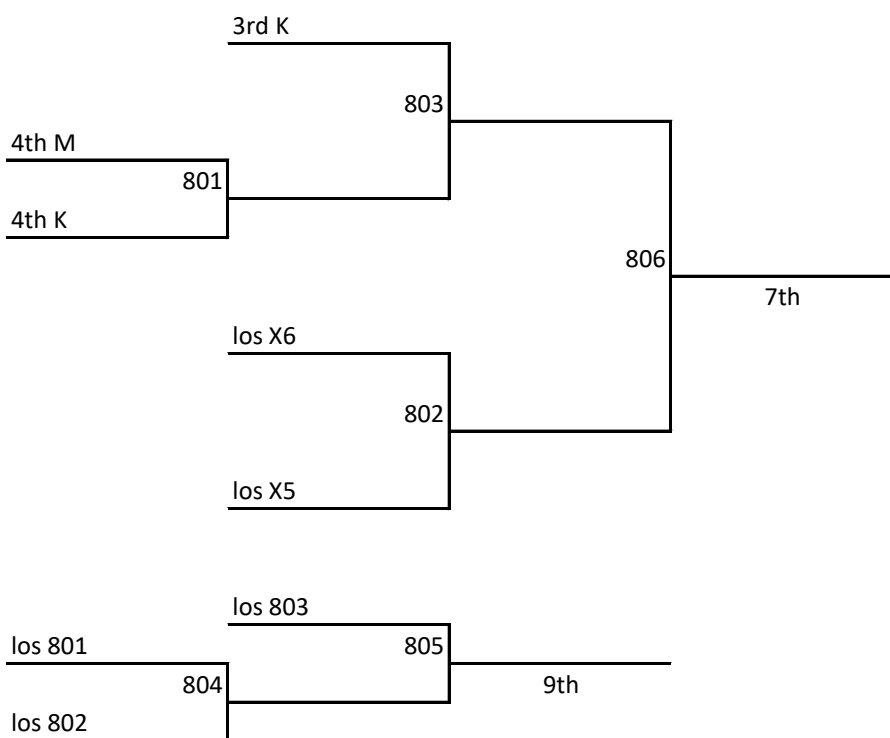 3rd K
803
4th M
801
4th K
806
7th
los X6
802
los X5
los 803
los 801
805
804
9th
los 802